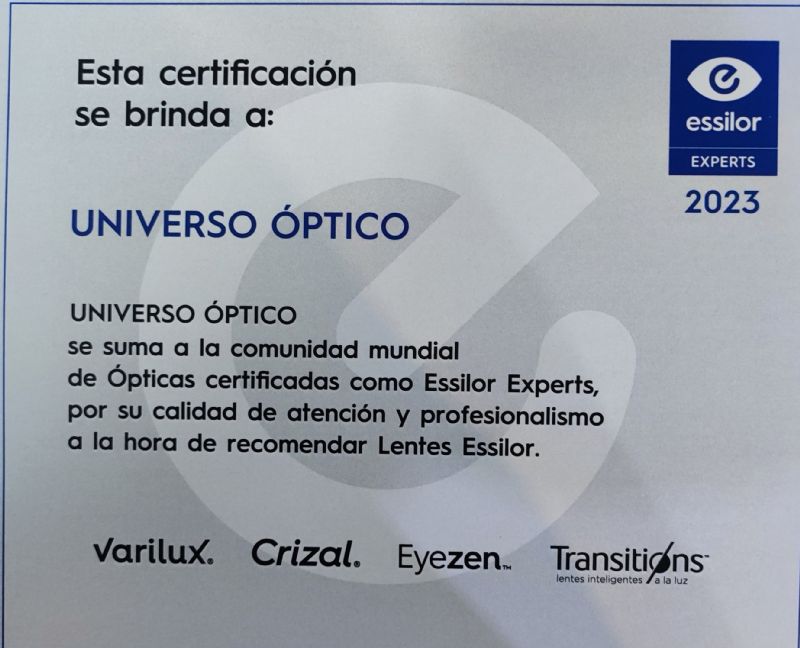 Esta certificación
se brinda a:
essilor
EXPERTS
2023
UNIVERSO ÓPTICO
UNIVERSO ÓPTICO
se suma a la comunidad mundial
de Ópticas certificadas como Essilor Experts,
por su calidad de atención y profesionalismo
a la hora de recomendar Lentes Essilor.
Varilux® Crizal® Eyezen™ Transitions™
lentes inteligentes a la luz